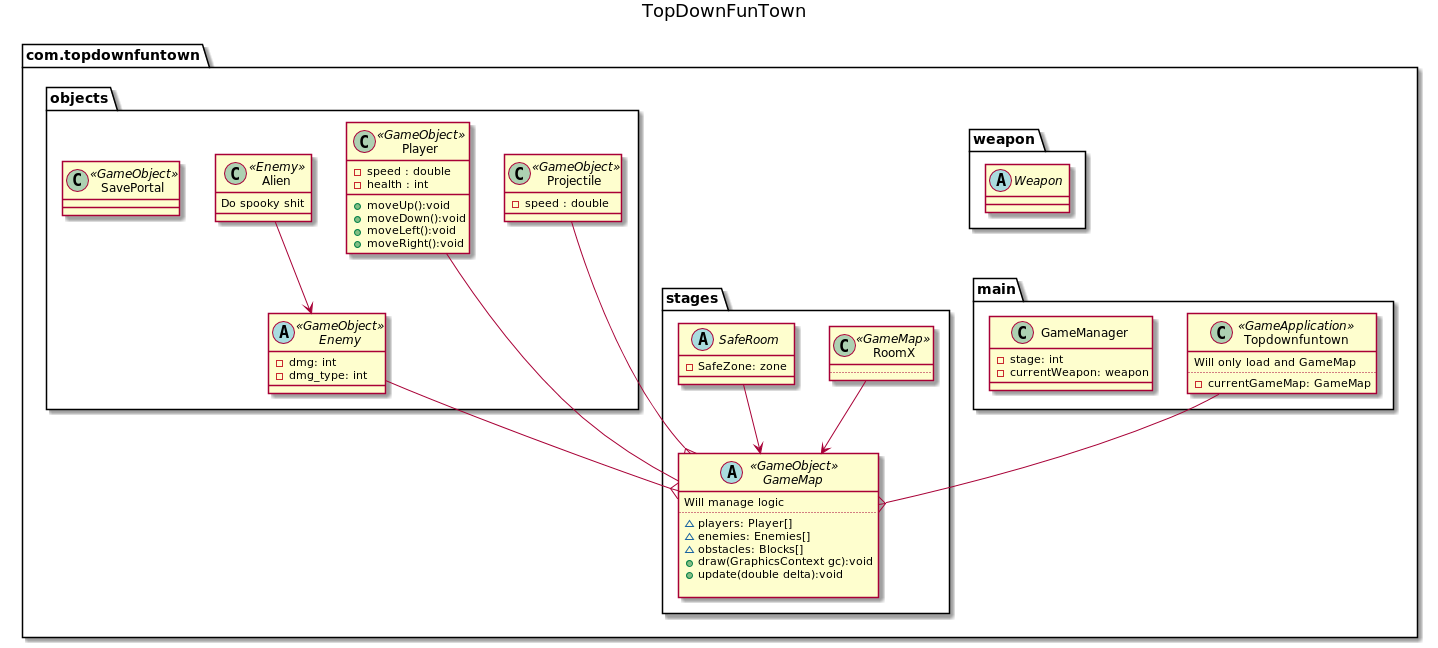 TopDownFunTown
com.topdownfuntown
objects
C «GameObject»
SavePortal
C «Enemy»
Alien
Do spooky shit
C «GameObject»
Player
speed : double
health : int
moveUp():void
moveDown():void
moveLeft():void
moveRight():void
C «GameObject»
Projectile
speed : double
A «GameObject»
Enemy
dmg: int
dmg_type: int
weapon
A Weapon
stages
A SafeRoom
SafeZone: zone
C «GameMap»
RoomX
A «GameObject»
GameMap
Will manage logic
players: Player[]
enemies: Enemies[]
obstacles: Blocks[]
draw(GraphicsContext gc):void
update(double delta):void
main
C GameManager
stage: int
currentWeapon: weapon
C «GameApplication»
Topdownfuntown
Will only load and GameMap
currentGameMap: GameMap